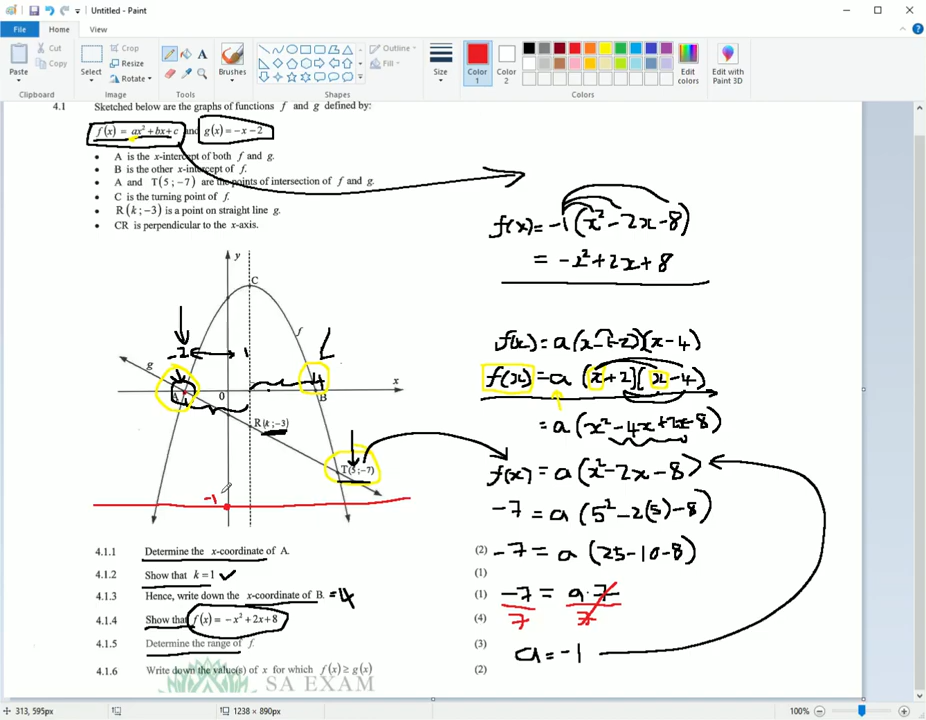 Untitled - Paint
File Home View
Paste Cut Copy Select Crop Resize Rotate Brushes Outline Fill Size Color 1 Color 2 Edit colors Edit with Paint 3D
Clipboard Image Tools Shapes Colors
4.1 Sketched below are the graphs of functions f and g defined by:
f(x) = ax²+bx+c and g(x)=−x−2
• A is the x-intercept of both f and g.
• B is the other x-intercept of f.
• A and T(5 ; −7) are the points of intersection of f and g.
• C is the turning point of f.
• R(k ; −3) is a point on straight line g.
• CR is perpendicular to the x-axis.
f(x) = −1(x²−2x−8)
= −x²+2x+8
y
C
f
g
−2
1
4
A
0
B
x
R(k ; −3)
T(5 ; −7)
−1
f(x) = a(x−(−2))(x−4)
f(x) = a (x+2)(x−4)
= a(x²−4x+2x−8)
f(x) = a(x²−2x−8)
−7 = a(5²−2(5)−8)
−7 = a(25−10−8)
−7 = a·7
7 7
a = −1
4.1.1 Determine the x-coordinate of A. (2)
4.1.2 Show that k = 1 ✓ (1)
4.1.3 Hence, write down the x-coordinate of B. = 4 (1)
4.1.4 Show that f(x) = −x²+2x+8 (4)
4.1.5 Determine the range of f. (3)
4.1.6 Write down the value(s) of x for which f(x) ≥ g(x) (2)
SA EXAM
313, 595px 1238 × 890px 100%